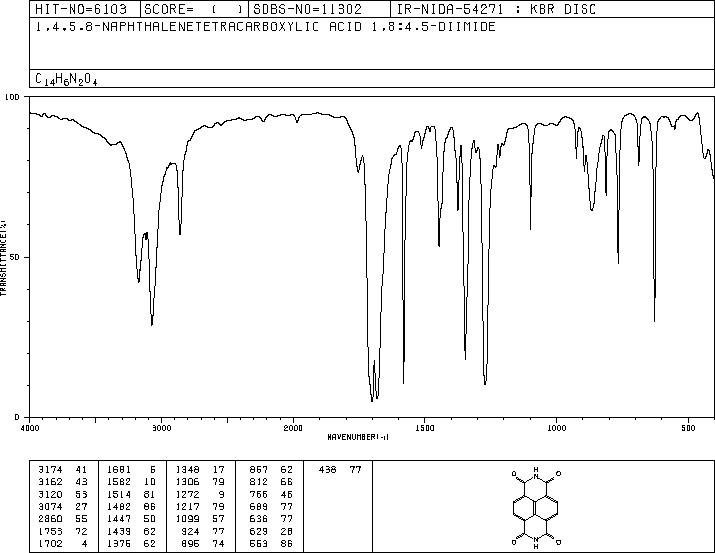 HIT-NO=6103 SCORE= ( ) SDBS-NO=11302 IR-NIDA-54271 : KBR DISC
1,4,5,8-NAPHTHALENETETRACARBOXYLIC ACID 1,8:4,5-DIIMIDE
C14H6N2O4
100
50
0
TRANSMITTANCE(%)
4000 3000 2000 1500 1000 500
WAVENUMBER(-1)
3174 41 1681 6 1348 17 867 62 438 77
3162 43 1582 10 1306 79 812 66
3120 53 1514 81 1272 9 766 46
3074 27 1482 86 1217 79 689 77
2860 55 1447 50 1099 57 636 77
1753 72 1439 62 924 77 629 28
1702 4 1376 62 895 74 553 86
H
O N O
O N O
H